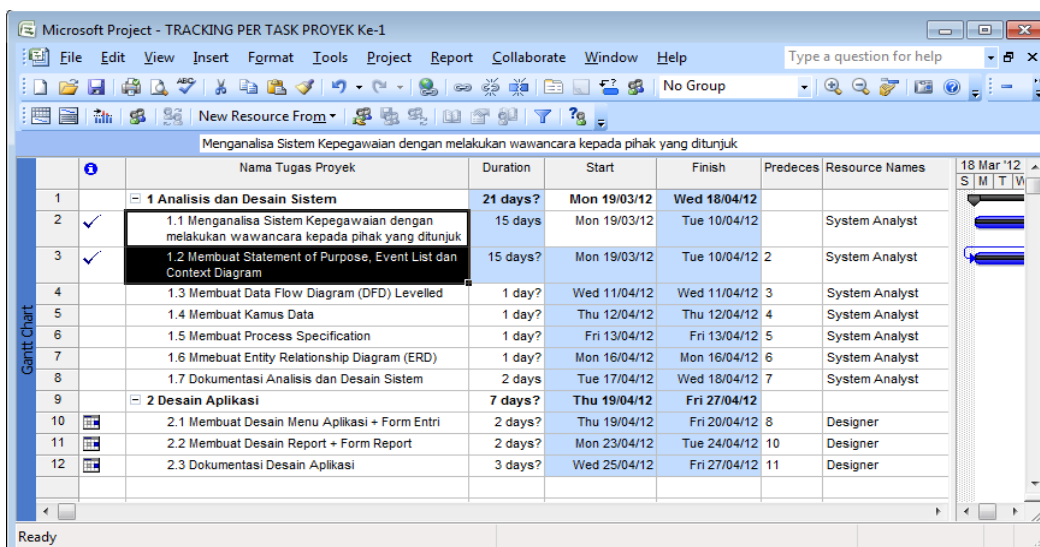 Microsoft Project - TRACKING PER TASK PROYEK Ke-1
File Edit View Insert Format Tools Project Report Collaborate Window Help Type a question for help
No Group
New Resource From
Menganalisa Sistem Kepegawaian dengan melakukan wawancara kepada pihak yang ditunjuk
Nama Tugas Proyek Duration Start Finish Predeces Resource Names 18 Mar '12
S M T W
1 1 Analisis dan Desain Sistem 21 days? Mon 19/03/12 Wed 18/04/12
2 1.1 Menganalisa Sistem Kepegawaian dengan 15 days Mon 19/03/12 Tue 10/04/12 System Analyst
melakukan wawancara kepada pihak yang ditunjuk
3 1.2 Membuat Statement of Purpose, Event List dan 15 days? Mon 19/03/12 Tue 10/04/12 2 System Analyst
Context Diagram
4 1.3 Membuat Data Flow Diagram (DFD) Levelled 1 day? Wed 11/04/12 Wed 11/04/12 3 System Analyst
5 1.4 Membuat Kamus Data 1 day? Thu 12/04/12 Thu 12/04/12 4 System Analyst
6 1.5 Membuat Process Specification 1 day? Fri 13/04/12 Fri 13/04/12 5 System Analyst
7 1.6 Mmebuat Entity Relationship Diagram (ERD) 1 day? Mon 16/04/12 Mon 16/04/12 6 System Analyst
8 1.7 Dokumentasi Analisis dan Desain Sistem 2 days Tue 17/04/12 Wed 18/04/12 7 System Analyst
9 2 Desain Aplikasi 7 days? Thu 19/04/12 Fri 27/04/12
10 2.1 Membuat Desain Menu Aplikasi + Form Entri 2 days? Thu 19/04/12 Fri 20/04/12 8 Designer
11 2.2 Membuat Desain Report + Form Report 2 days? Mon 23/04/12 Tue 24/04/12 10 Designer
12 2.3 Dokumentasi Desain Aplikasi 3 days? Wed 25/04/12 Fri 27/04/12 11 Designer
Gantt Chart
Ready